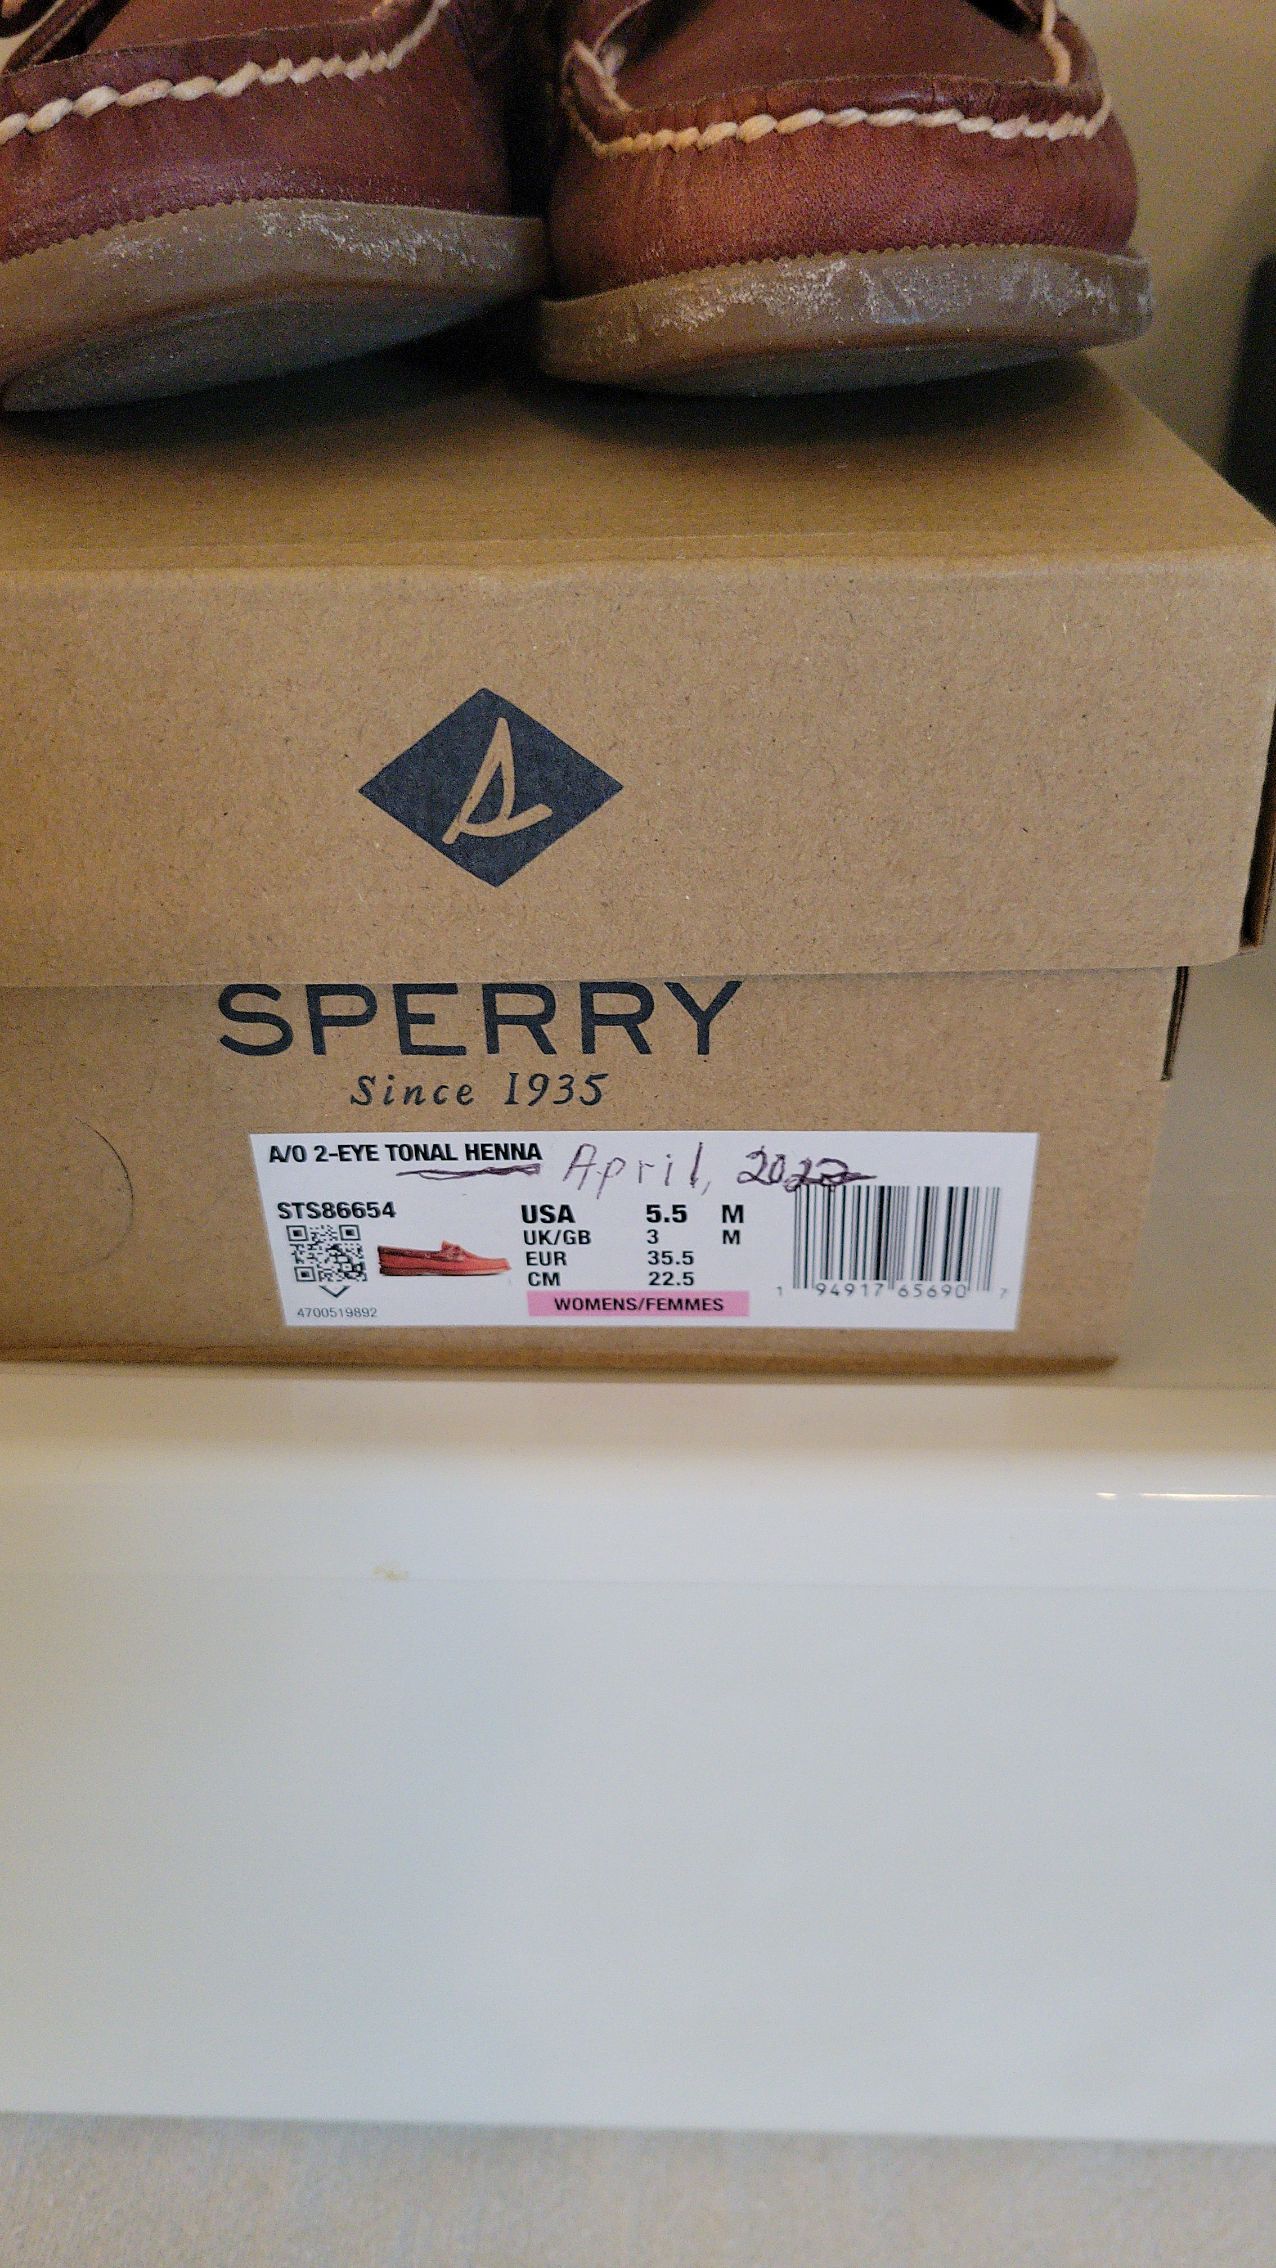 SPERRY
Since 1935
A/O 2-EYE TONAL HENNA April, 2022
STS86654
USA 5.5 M
UK/GB 3 M
EUR 35.5
CM 22.5
WOMENS/FEMMES
4700519892
1 94917 65690 7